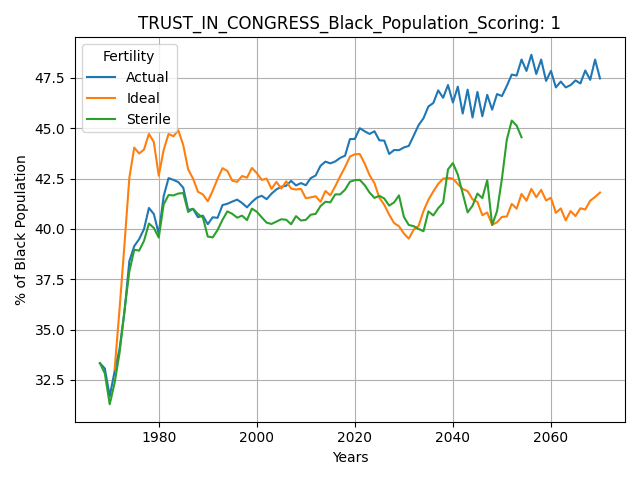 TRUST_IN_CONGRESS_Black_Population_Scoring: 1
Fertility
Actual
Ideal
Sterile
% of Black Population
47.5
45.0
42.5
40.0
37.5
35.0
32.5
1980 2000 2020 2040 2060
Years